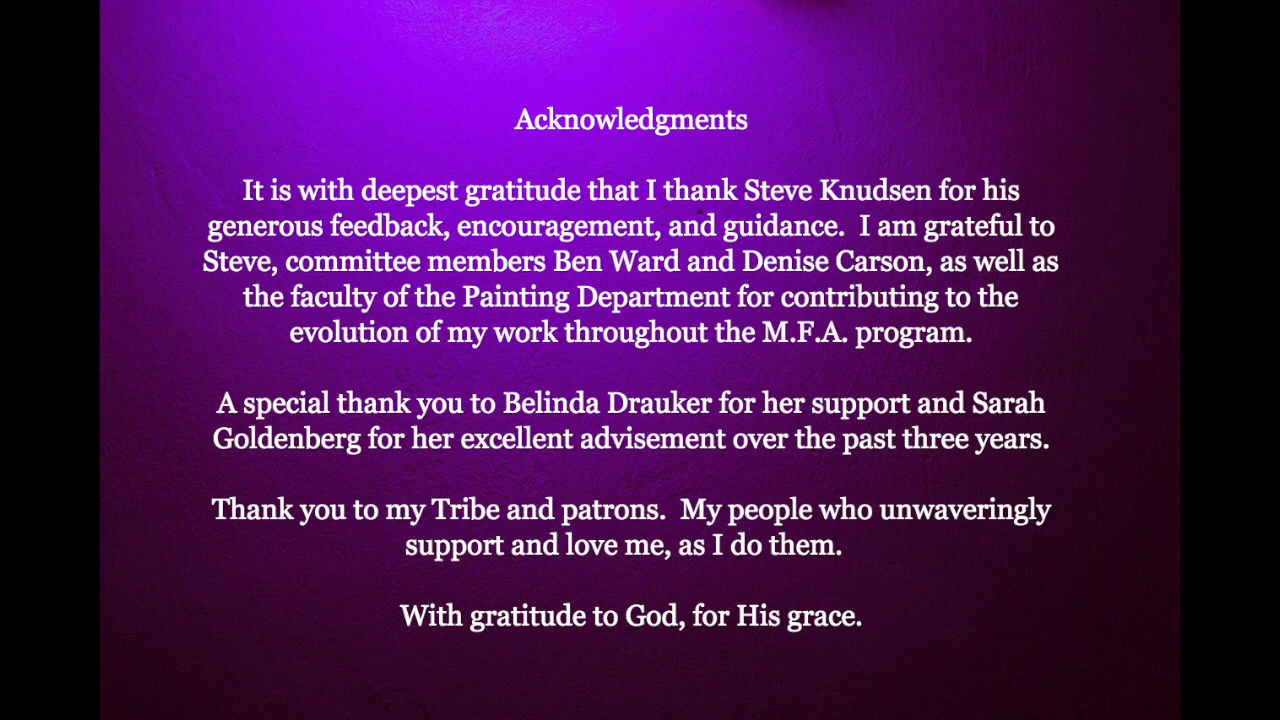 Acknowledgments
It is with deepest gratitude that I thank Steve Knudsen for his
generous feedback, encouragement, and guidance.  I am grateful to
Steve, committee members Ben Ward and Denise Carson, as well as
the faculty of the Painting Department for contributing to the
evolution of my work throughout the M.F.A. program.
A special thank you to Belinda Drauker for her support and Sarah
Goldenberg for her excellent advisement over the past three years.
Thank you to my Tribe and patrons.  My people who unwaveringly
support and love me, as I do them.
With gratitude to God, for His grace.